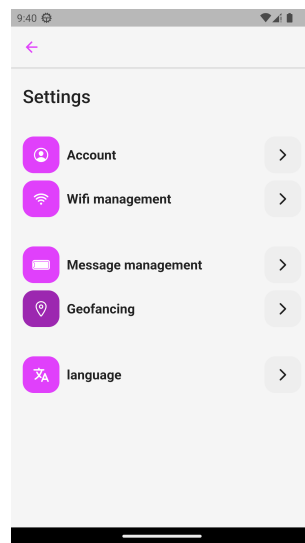 9:40
Settings
Account
Wifi management
Message management
Geofancing
language